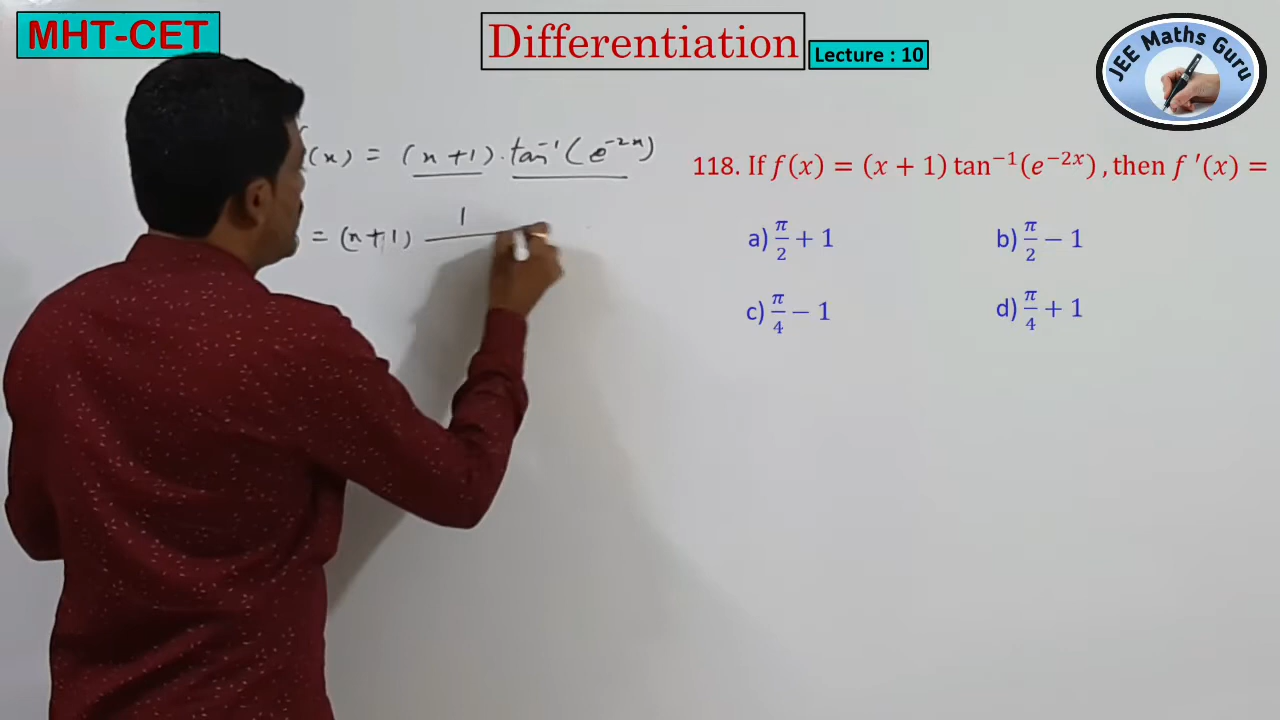 MHT-CET
Differentiation
Lecture : 10
JEE Maths Guru
(x) = (x+1) . tan⁻¹(e⁻²ˣ)
= (x+1) 1
118. If f(x) = (x + 1) tan⁻¹(e⁻²ˣ) , then f ′(x) =
a) π/2 + 1
b) π/2 − 1
c) π/4 − 1
d) π/4 + 1